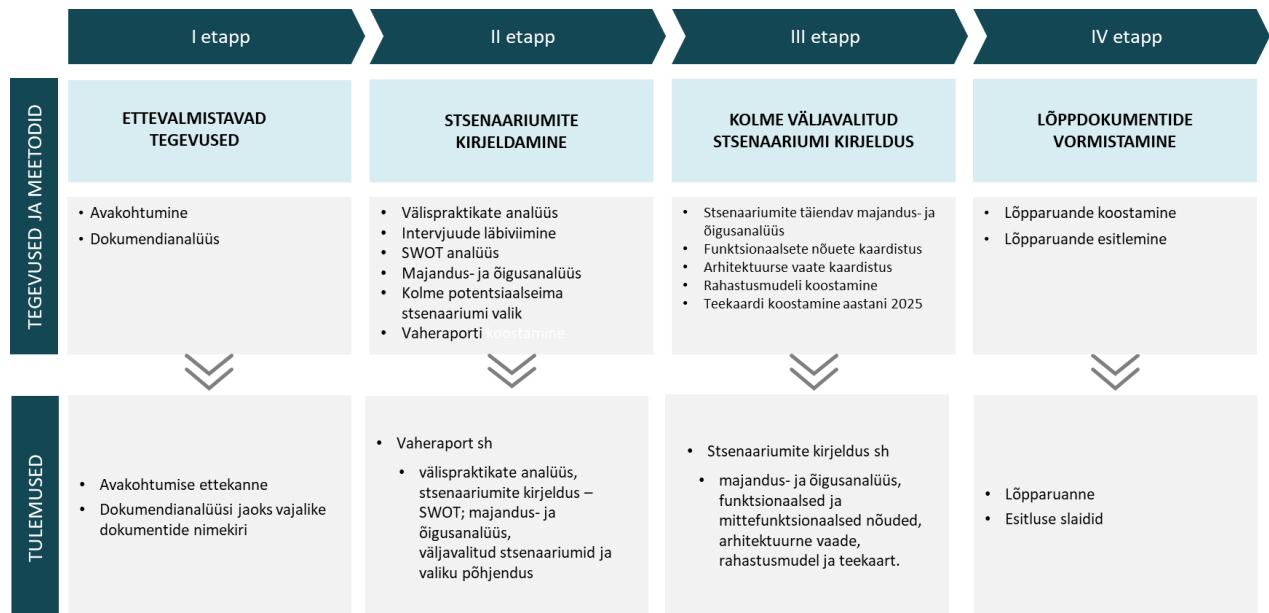 I etapp
II etapp
III etapp
IV etapp
TEGEVUSED JA MEETODID
ETTEVALMISTAVAD
TEGEVUSED
STSENAARIUMITE
KIRJELDAMINE
KOLME VÄLJAVALITUD
STSENAARIUMI KIRJELDUS
LÕPPDOKUMENTIDE
VORMISTAMINE
• Avakohtumine
• Dokumendianalüüs
• Välispraktikate analüüs
• Intervjuude läbiviimine
• SWOT analüüs
• Majandus- ja õigusanalüüs
• Kolme potentsiaalseima
stsenaariumi valik
• Vaheraporti koostamine
• Stsenaariumite täiendav majandus- ja
õigusanalüüs
• Funktsionaalsete nõuete kaardistus
• Arhitektuurse vaate kaardistus
• Rahastusmudeli koostamine
• Teekaardi koostamine aastani 2025
• Lõpparuande koostamine
• Lõpparuande esitlemine
TULEMUSED
• Avakohtumise ettekanne
• Dokumendianalüüsi jaoks vajalike
dokumentide nimekiri
• Vaheraport sh
• välispraktikate analüüs,
stsenaariumite kirjeldus –
SWOT; majandus- ja
õigusanalüüs,
väljavalitud stsenaariumid ja
valiku põhjendus
• Stsenaariumite kirjeldus sh
• majandus- ja õigusanalüüs,
funktsionaalsed ja
mittefunktsionaalsed nõuded,
arhitektuurne vaade,
rahastusmudel ja teekaart.
• Lõpparuanne
• Esitluse slaidid